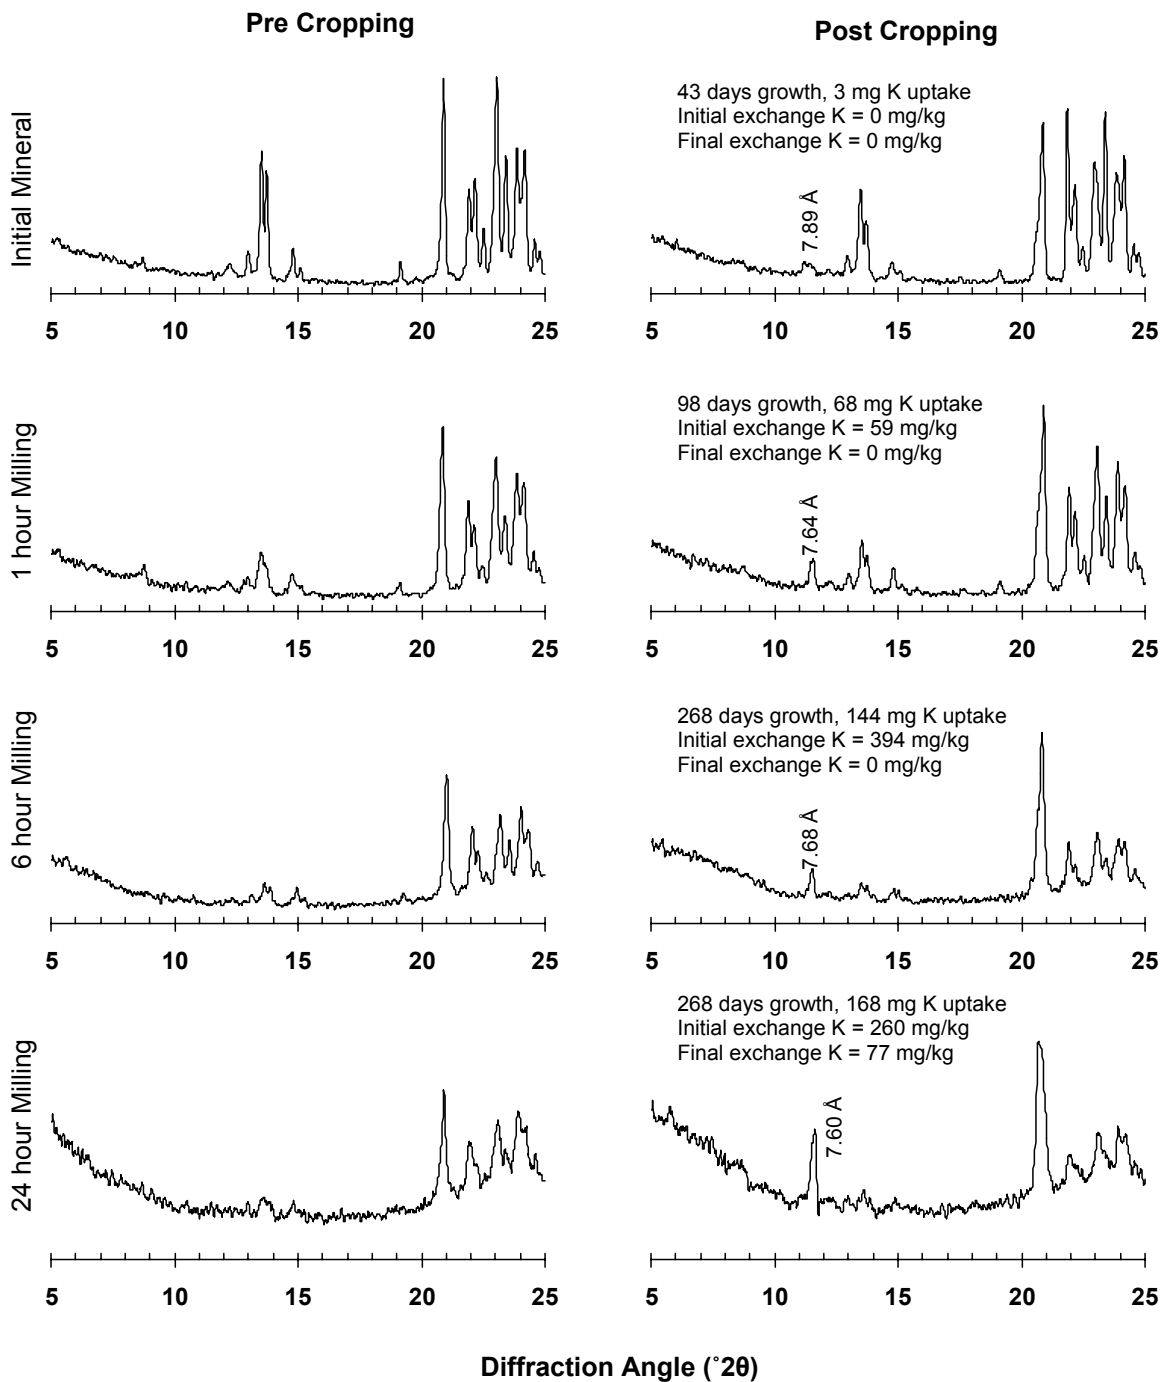 Pre Cropping
Post Cropping
Initial Mineral
43 days growth, 3 mg K uptake
Initial exchange K = 0 mg/kg
Final exchange K = 0 mg/kg
7.89 Å
5 10 15 20 25
5 10 15 20 25
1 hour Milling
98 days growth, 68 mg K uptake
Initial exchange K = 59 mg/kg
Final exchange K = 0 mg/kg
7.64 Å
5 10 15 20 25
5 10 15 20 25
6 hour Milling
268 days growth, 144 mg K uptake
Initial exchange K = 394 mg/kg
Final exchange K = 0 mg/kg
7.68 Å
5 10 15 20 25
5 10 15 20 25
24 hour Milling
268 days growth, 168 mg K uptake
Initial exchange K = 260 mg/kg
Final exchange K = 77 mg/kg
7.60 Å
5 10 15 20 25
5 10 15 20 25
Diffraction Angle (˚2θ)